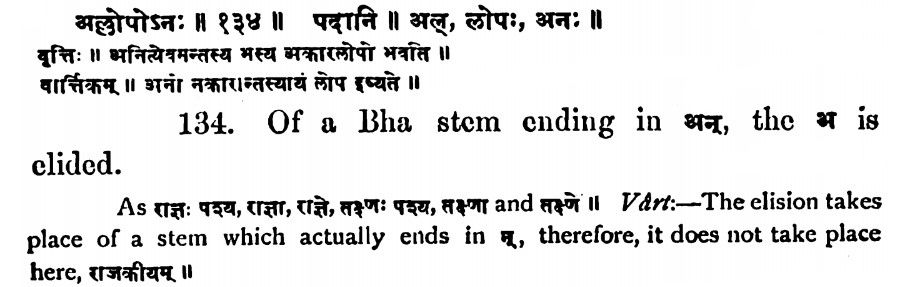 अल्लोपोऽनः ॥ १३४ ॥ पदानि ॥ अल्, लोपः, अनः ॥
वृत्तिः ॥ अनित्येवमन्तस्य भस्य अकारलोपो भवति ॥
वार्त्तिकम् ॥ अनो नकारान्तस्यायं लोप इष्यते ॥
134. Of a Bha stem ending in अन्, the अ is
elided.
As राज्ञः पश्य, राज्ञा, राज्ञे, तक्ष्णः पश्य, तक्ष्णा and तक्ष्णे ॥ Vârt:—The elision takes
place of a stem which actually ends in न्, therefore, it does not take place
here, राजकीयम् ॥